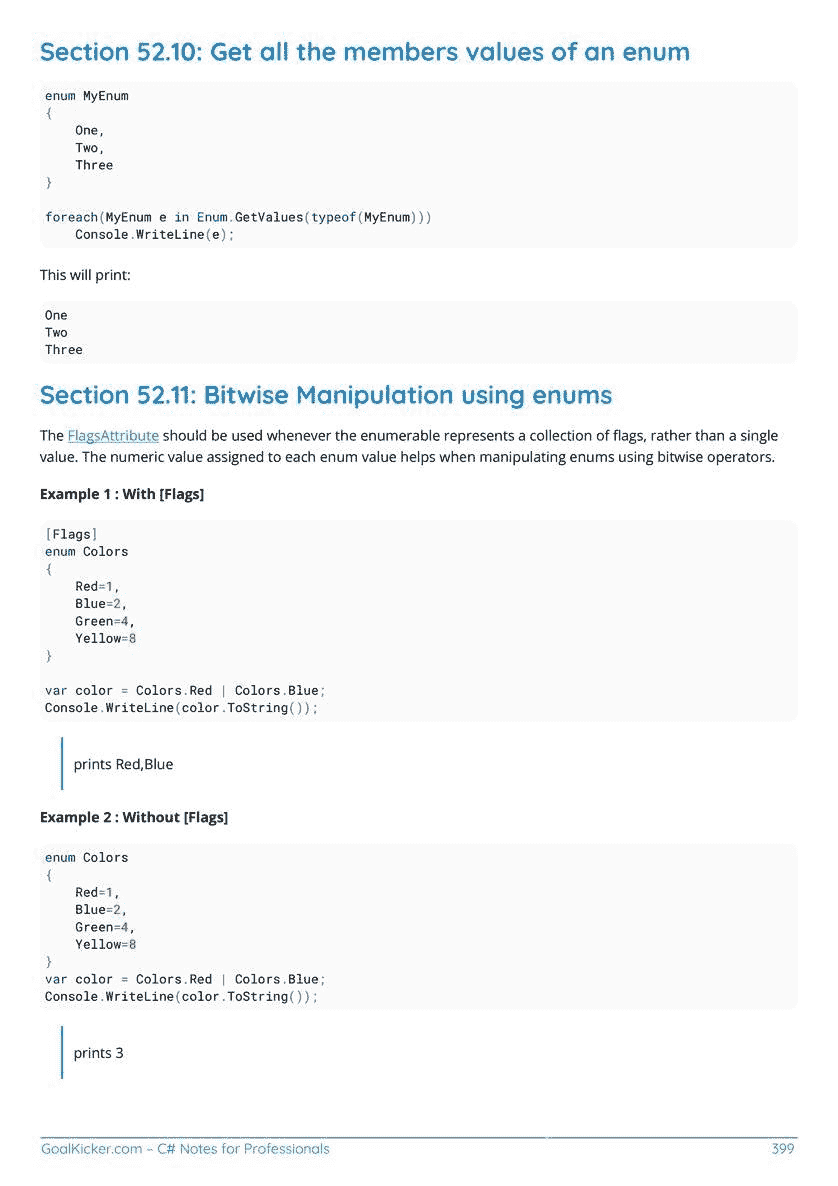 Section 52.10: Get all the members values of an enum
enum MyEnum
{
    One,
    Two,
    Three
}
foreach(MyEnum e in Enum.GetValues(typeof(MyEnum)))
    Console.WriteLine(e);
This will print:
One
Two
Three
Section 52.11: Bitwise Manipulation using enums
The FlagsAttribute should be used whenever the enumerable represents a collection of flags, rather than a single
value. The numeric value assigned to each enum value helps when manipulating enums using bitwise operators.
Example 1 : With [Flags]
[Flags]
enum Colors
{
    Red=1,
    Blue=2,
    Green=4,
    Yellow=8
}
var color = Colors.Red | Colors.Blue;
Console.WriteLine(color.ToString());
prints Red,Blue
Example 2 : Without [Flags]
enum Colors
{
    Red=1,
    Blue=2,
    Green=4,
    Yellow=8
}
var color = Colors.Red | Colors.Blue;
Console.WriteLine(color.ToString());
prints 3
GoalKicker.com – C# Notes for Professionals 399